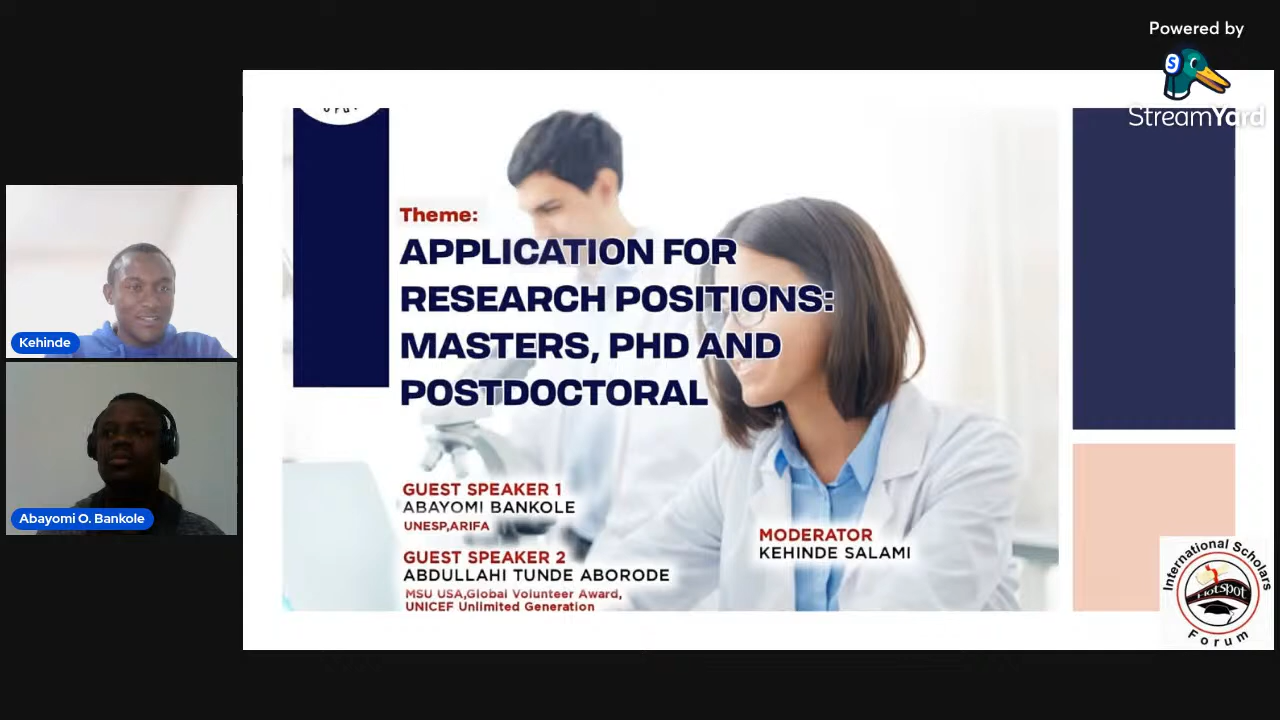 Powered by
S
StreamYard
Theme:
APPLICATION FOR
RESEARCH POSITIONS:
MASTERS, PHD AND
POSTDOCTORAL
GUEST SPEAKER 1
ABAYOMI BANKOLE
UNESP,ARIFA
GUEST SPEAKER 2
ABDULLAHI TUNDE ABORODE
MSU USA,Global Volunteer Award,
UNICEF Unlimited Generation
MODERATOR
KEHINDE SALAMI
Kehinde
Abayomi O. Bankole
International Scholars
Hotspot
Forum